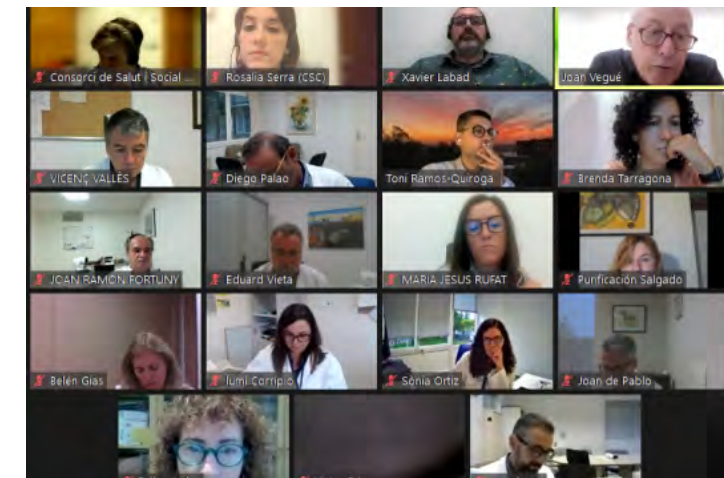 Consorci de Salut i Social ...
Rosalia Serra (CSC)
Xavier Labad
Joan Vegué
VICENÇ VALLÈS
Diego Palao
Toni Ramos-Quiroga
Brenda Tarragona
JOAN RAMON FORTUNY
Eduard Vieta
MARIA JESUS RUFAT
Purificación Salgado
Belén Gias
Iumi Corripio
Sònia Ortiz
Joan de Pablo